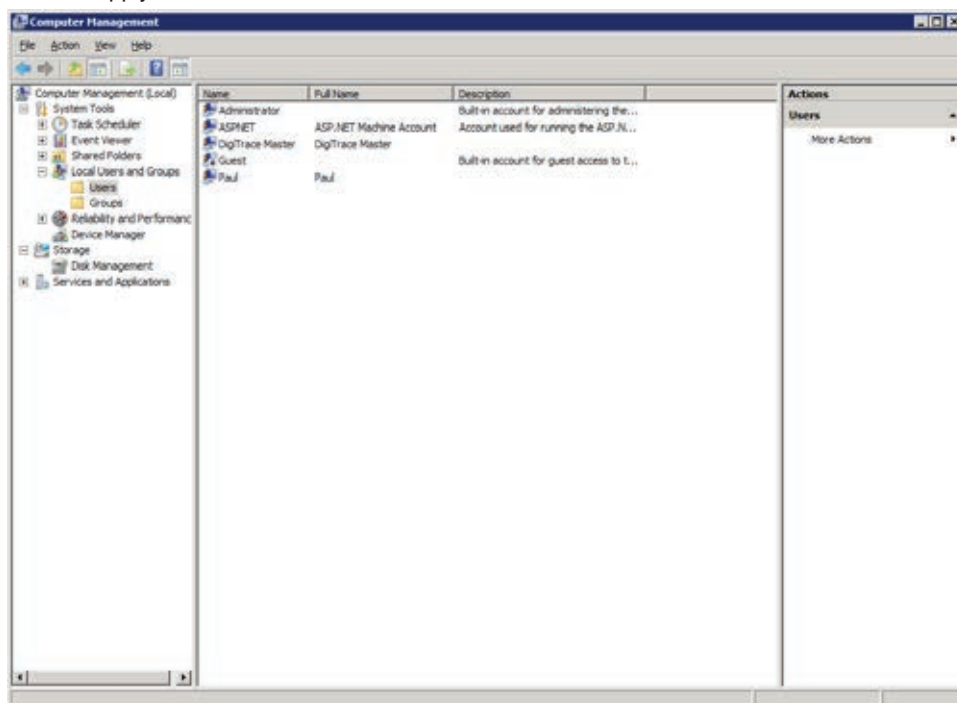 Computer Management
File Action View Help
Computer Management (Local)
System Tools
Task Scheduler
Event Viewer
Shared Folders
Local Users and Groups
Users
Groups
Reliability and Performanc
Device Manager
Storage
Disk Management
Services and Applications
Name Full Name Description
Administrator Built-in account for administering the...
ASPNET ASP.NET Machine Account Account used for running the ASP.N...
DigiTrace Master DigiTrace Master
Guest Built-in account for guest access to t...
Paul Paul
Actions
Users
More Actions